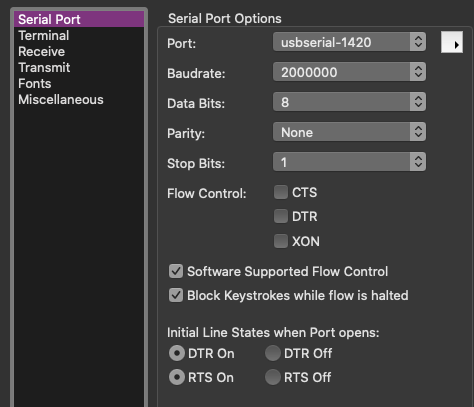 Serial Port
Terminal
Receive
Transmit
Fonts
Miscellaneous
Serial Port Options
Port: usbserial-1420
Baudrate: 2000000
Data Bits: 8
Parity: None
Stop Bits: 1
Flow Control: CTS
DTR
XON
Software Supported Flow Control
Block Keystrokes while flow is halted
Initial Line States when Port opens:
DTR On DTR Off
RTS On RTS Off